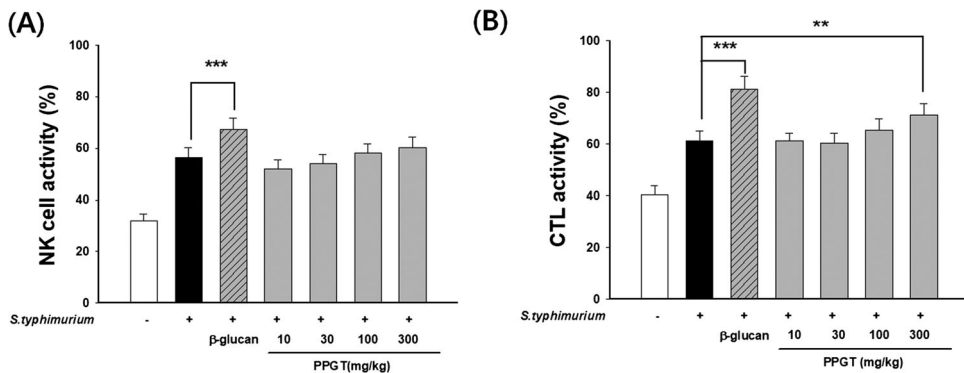 (A)
NK cell activity (%)
100
80
60
40
20
0
***
S.typhimurium - + + + + + +
β-glucan 10 30 100 300
PPGT(mg/kg)
(B)
CTL activity (%)
100
80
60
40
20
0
**
***
S.typhimurium - + + + + + +
β-glucan 10 30 100 300
PPGT (mg/kg)